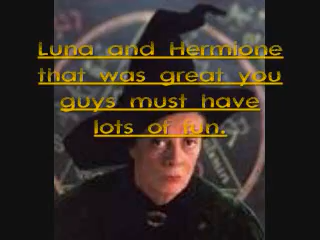 Luna and Hermione
that was great you
guys must have
lots of fun.